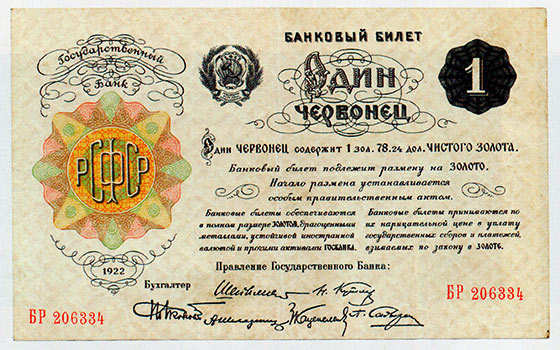 Государственный
Банк
РСФСР
1922
БАНКОВЫЙ БИЛЕТ
Один
ЧЕРВОНЕЦ
1
Один ЧЕРВОНЕЦ содержит 1 зол. 78.24 дол. ЧИСТОГО ЗОЛОТА.
Банковый билет подлежит размену на ЗОЛОТО.
Начало размена устанавливается
особым правительственным актом.
Банковые билеты обеспечиваются
в полном размере ЗОЛОТОМ, драгоценными
металлами, устойчивой иностранной
валютой и прочими активами ГОСБАНКА.
Банковые билеты принимаются по
их нарицательной цене в уплату
государственных сборов и платежей,
взимаемых по закону в ЗОЛОТЕ.
Правление Государственного Банка:
Бухгалтер
БР 206334
БР 206334